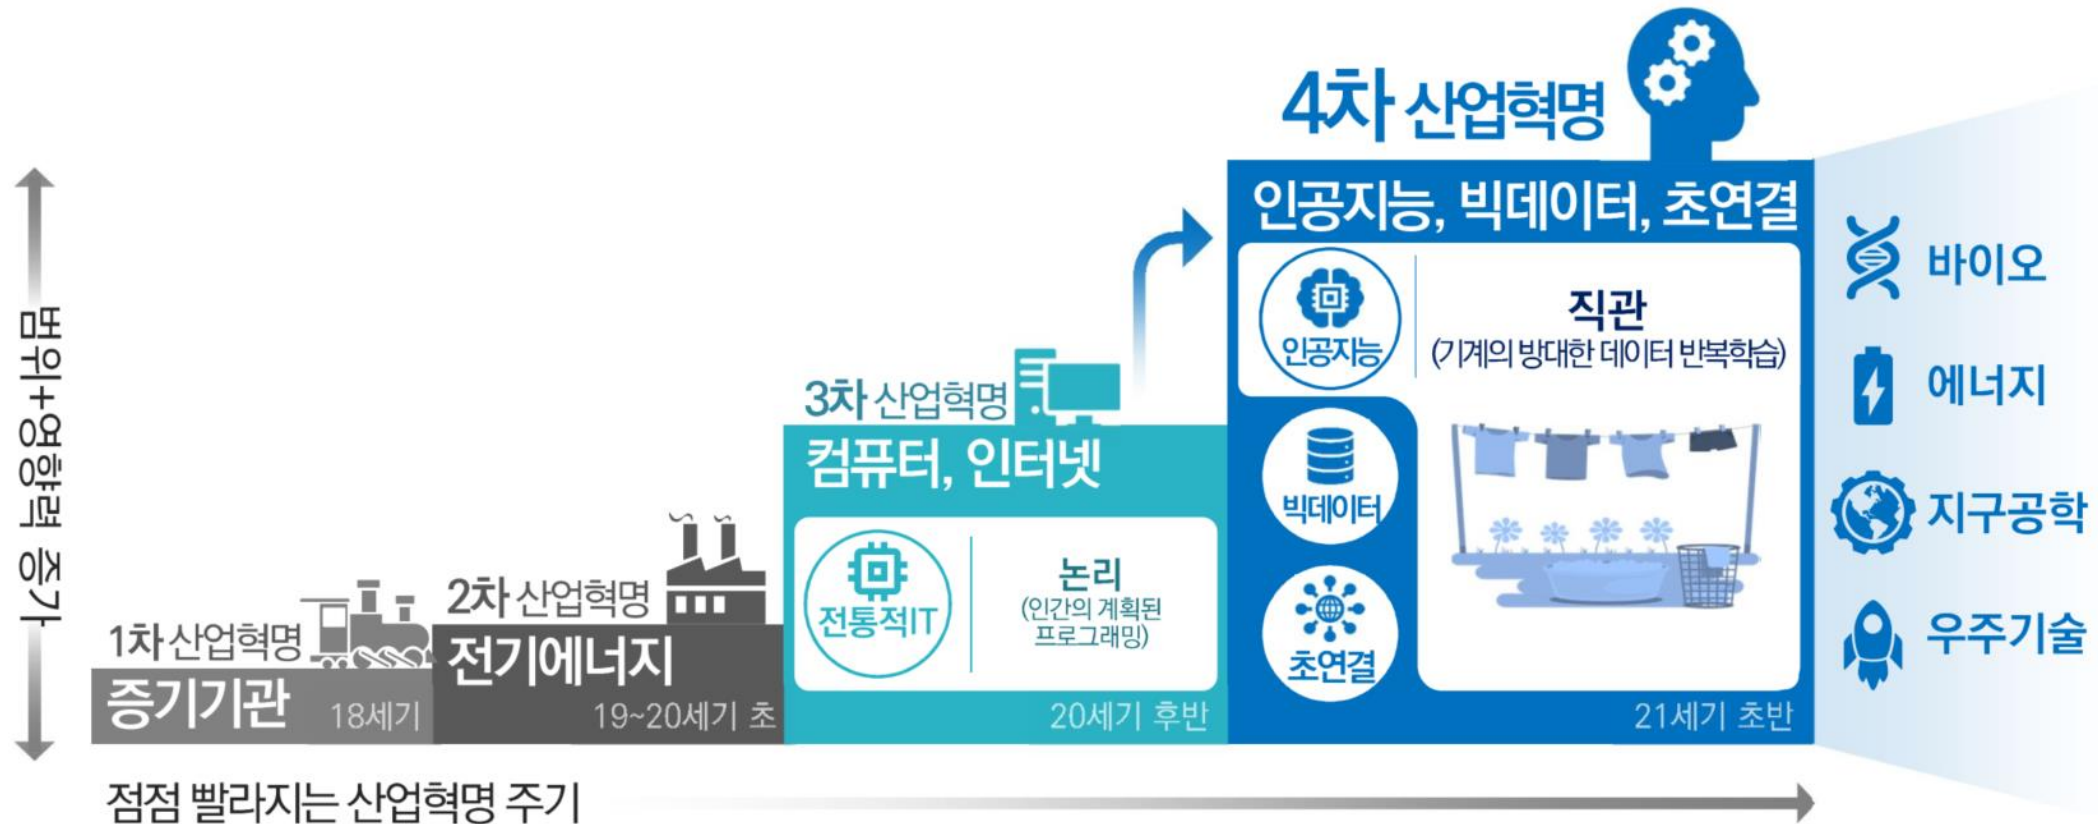 범위+영향력 증가
1차 산업혁명
증기기관
18세기
2차 산업혁명
전기에너지
19~20세기 초
3차 산업혁명
컴퓨터, 인터넷
전통적IT
논리
(인간의 계획된
프로그래밍)
20세기 후반
4차 산업혁명
인공지능, 빅데이터, 초연결
인공지능
직관
(기계의 방대한 데이터 반복학습)
빅데이터
초연결
21세기 초반
바이오
에너지
지구공학
우주기술
점점 빨라지는 산업혁명 주기